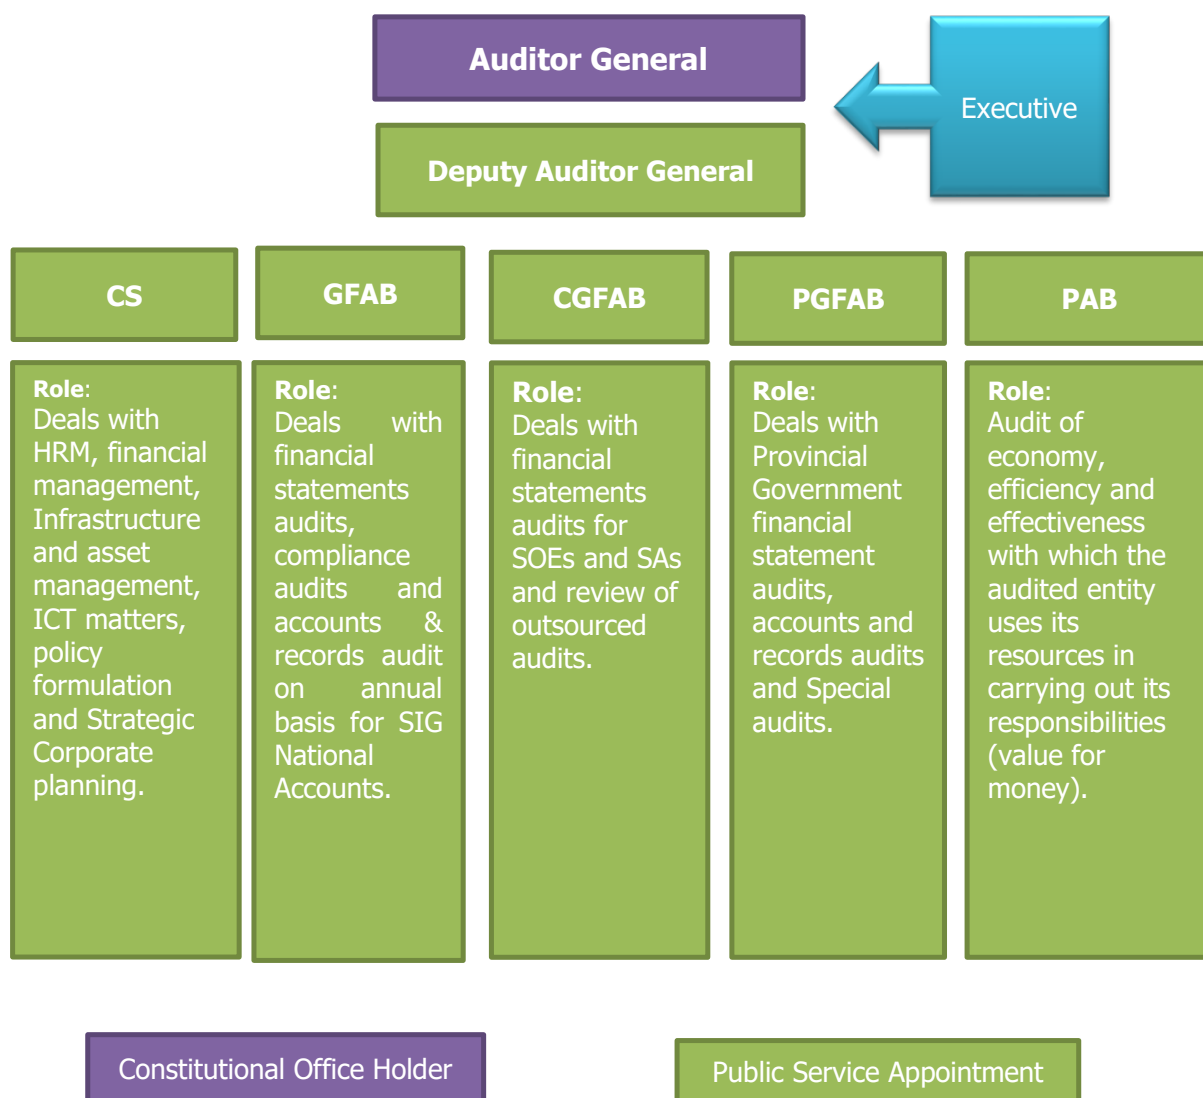 Auditor General
Executive
Deputy Auditor General
CS
GFAB
CGFAB
PGFAB
PAB
Role:
Deals with
HRM, financial
management,
Infrastructure
and asset
management,
ICT matters,
policy
formulation
and Strategic
Corporate
planning.
Role:
Deals with
financial
statements
audits,
compliance
audits and
accounts &
records audit
on annual
basis for SIG
National
Accounts.
Role:
Deals with
financial
statements
audits for
SOEs and SAs
and review of
outsourced
audits.
Role:
Deals with
Provincial
Government
financial
statement
audits,
accounts and
records audits
and Special
audits.
Role:
Audit of
economy,
efficiency and
effectiveness
with which the
audited entity
uses its
resources in
carrying out its
responsibilities
(value for
money).
Constitutional Office Holder
Public Service Appointment